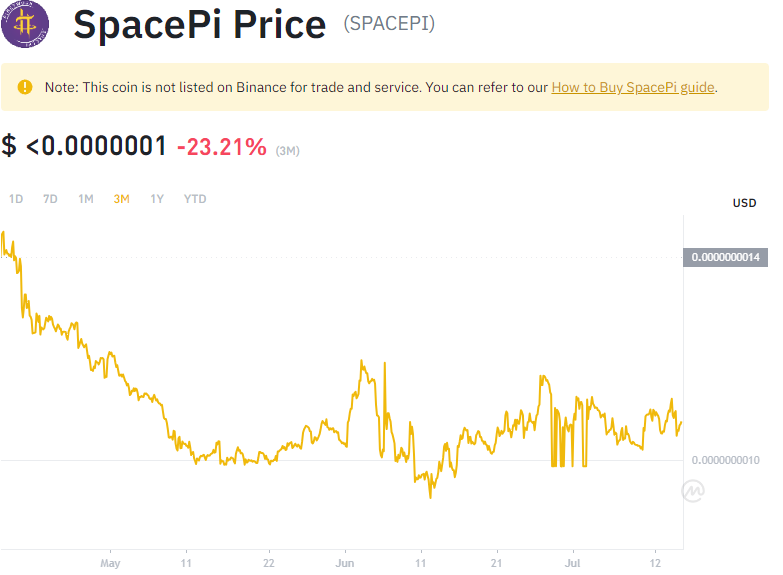 SpacePi Price (SPACEPI)
Note: This coin is not listed on Binance for trade and service. You can refer to our How to Buy SpacePi guide.
$ <0.0000001 -23.21% (3M)
1D 7D 1M 3M 1Y YTD
USD
0.0000000014
0.0000000010
May 11 22 Jun 11 21 Jul 12